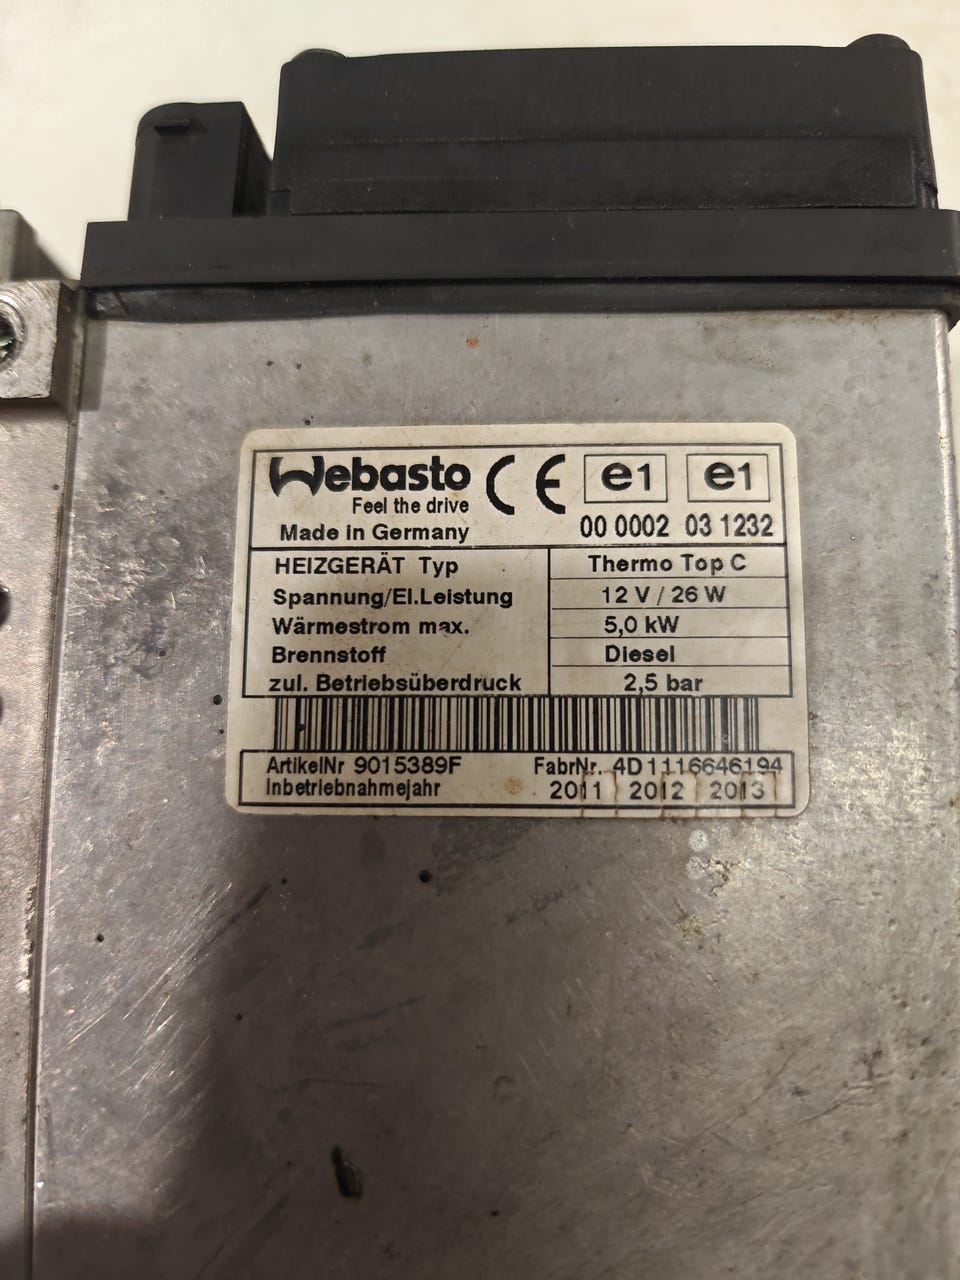 Webasto CE e1 e1
Feel the drive
Made in Germany 00 0002 03 1232
HEIZGERÄT Typ Thermo Top C
Spannung/El.Leistung 12 V / 26 W
Wärmestrom max. 5,0 kW
Brennstoff Diesel
zul. Betriebsüberdruck 2,5 bar
ArtikelNr 9015389F FabrNr. 4D1116646194
Inbetriebnahmejahr 2011 2012 2013